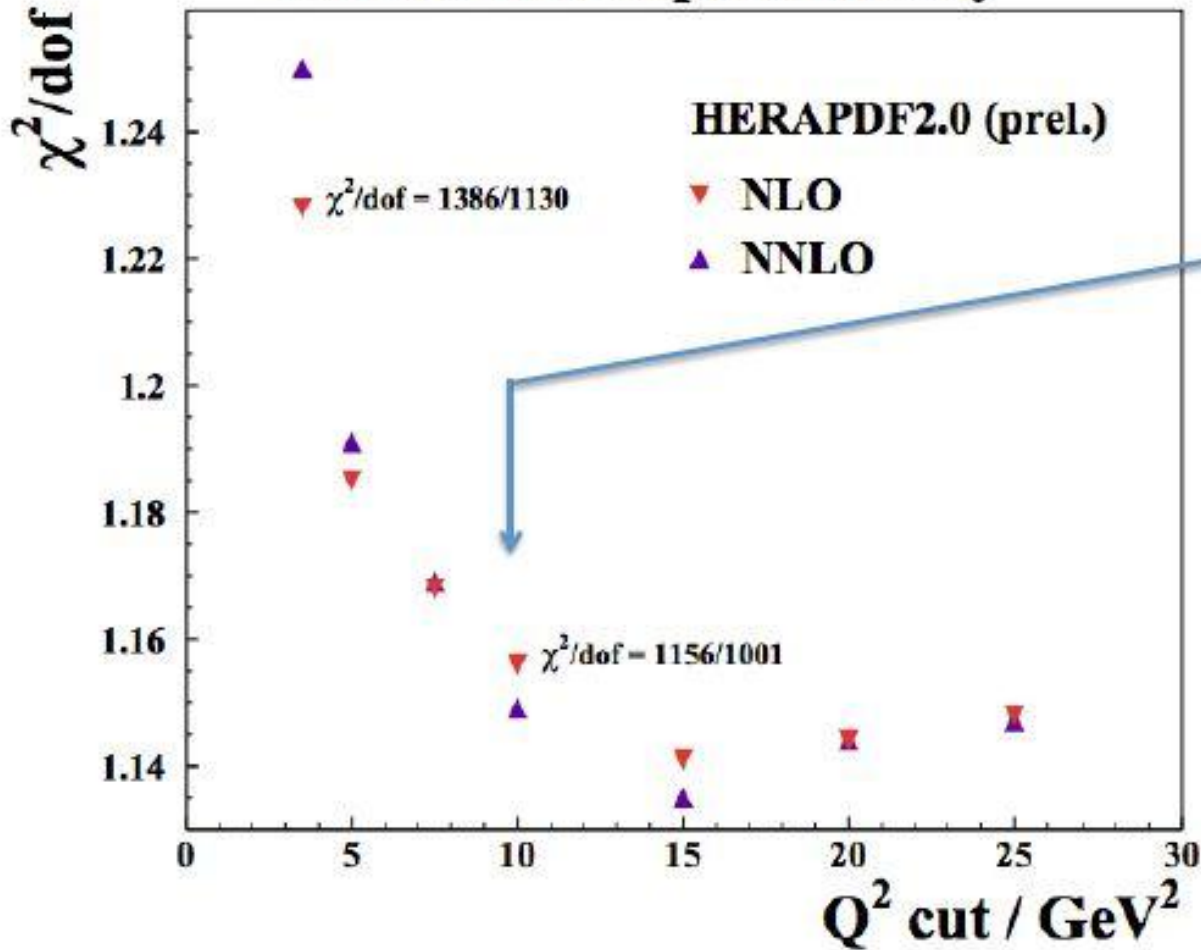 χ²/dof
HERAPDF2.0 (prel.)
NLO
NNLO
χ²/dof = 1386/1130
χ²/dof = 1156/1001
1.24
1.22
1.2
1.18
1.16
1.14
0 5 10 15 20 25 30
Q² cut / GeV²